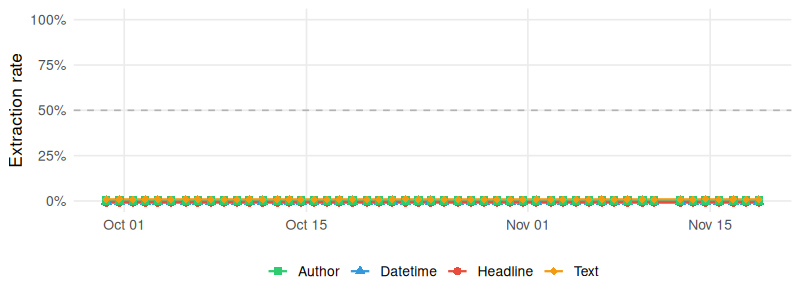 Extraction rate
100%
75%
50%
25%
0%
Oct 01 Oct 15 Nov 01 Nov 15
Author Datetime Headline Text